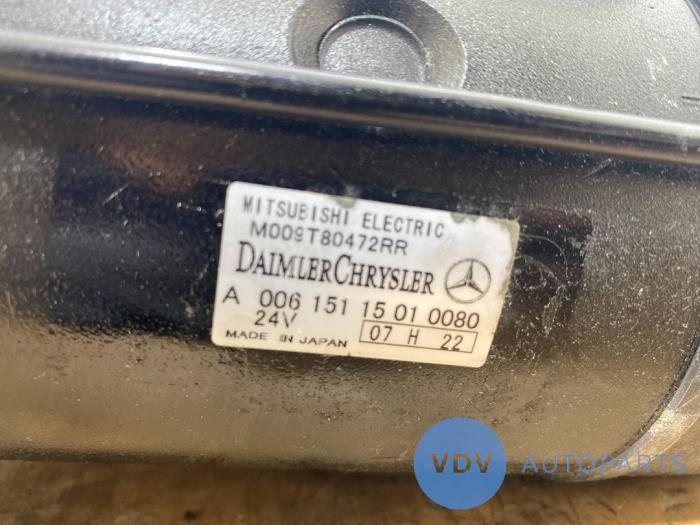 MITSUBISHI ELECTRIC
M009T80472RR
DAIMLERCHRYSLER
A 006 151 15 01 0080
24V 07 H 22
MADE IN JAPAN
VDV AUTOPARTS